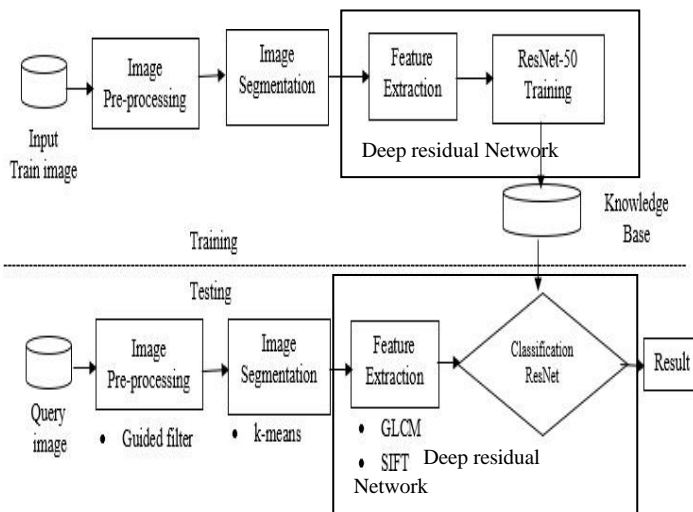 Input
Train image
Image
Pre-processing
Image
Segmentation
Feature
Extraction
ResNet-50
Training
Deep residual Network
Knowledge
Base
Training
Testing
Query
image
Image
Pre-processing
• Guided filter
Image
Segmentation
• k-means
Feature
Extraction
• GLCM
• SIFT
Deep residual
Network
Classification
ResNet
Result